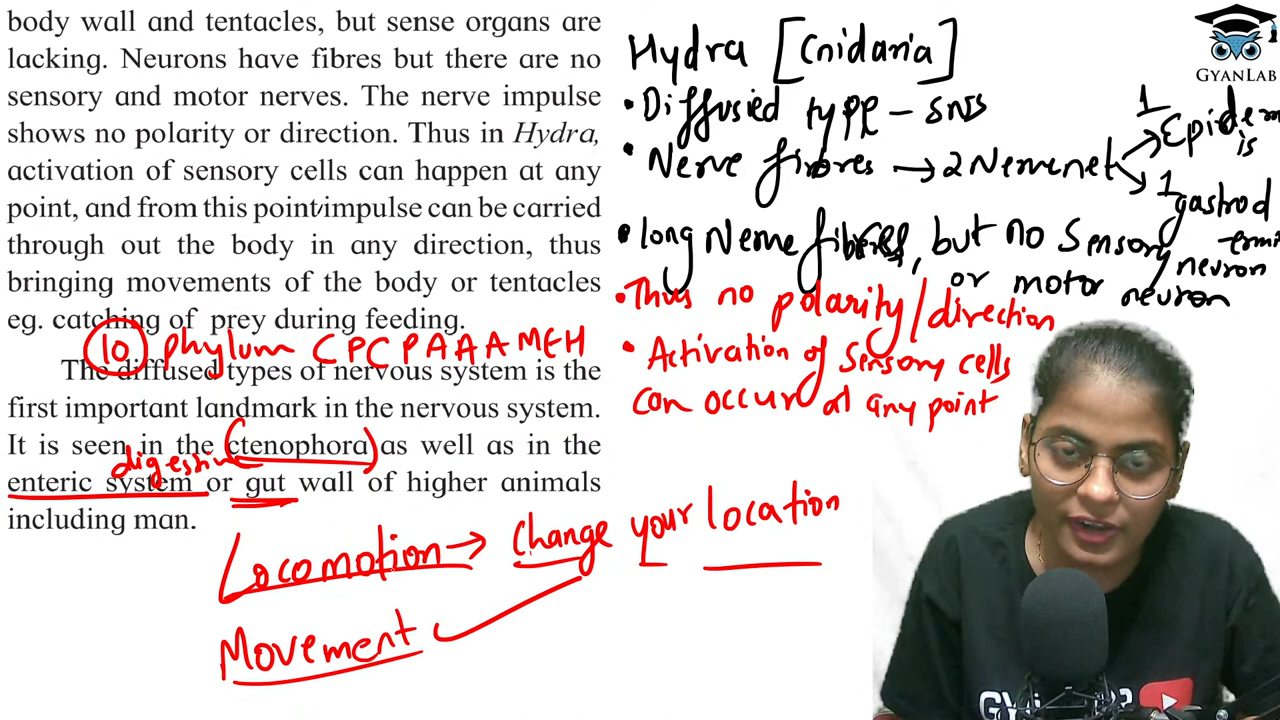 body wall and tentacles, but sense organs are
lacking. Neurons have fibres but there are no
sensory and motor nerves. The nerve impulse
shows no polarity or direction. Thus in Hydra,
activation of sensory cells can happen at any
point, and from this point impulse can be carried
through out the body in any direction, thus
bringing movements of the body or tentacles
eg. catching of prey during feeding.
10 phylum C P C P A A A M E H
The diffused types of nervous system is the
first important landmark in the nervous system.
It is seen in the ctenophora as well as in the
digestive
enteric system or gut wall of higher animals
including man.
Locomotion → change your location
Movement
Hydra [Cnidaria]
• Diffusied type -
• Nerve fibres → 2 Nerve net
1 Epiderm
is
1 gastrod
ermi
• long Nerve fibres, but no Sensory neuron
or motor neuron
• Thus no polarity/direction
• Activation of sensory cells
can occur at any point
GYANLAB